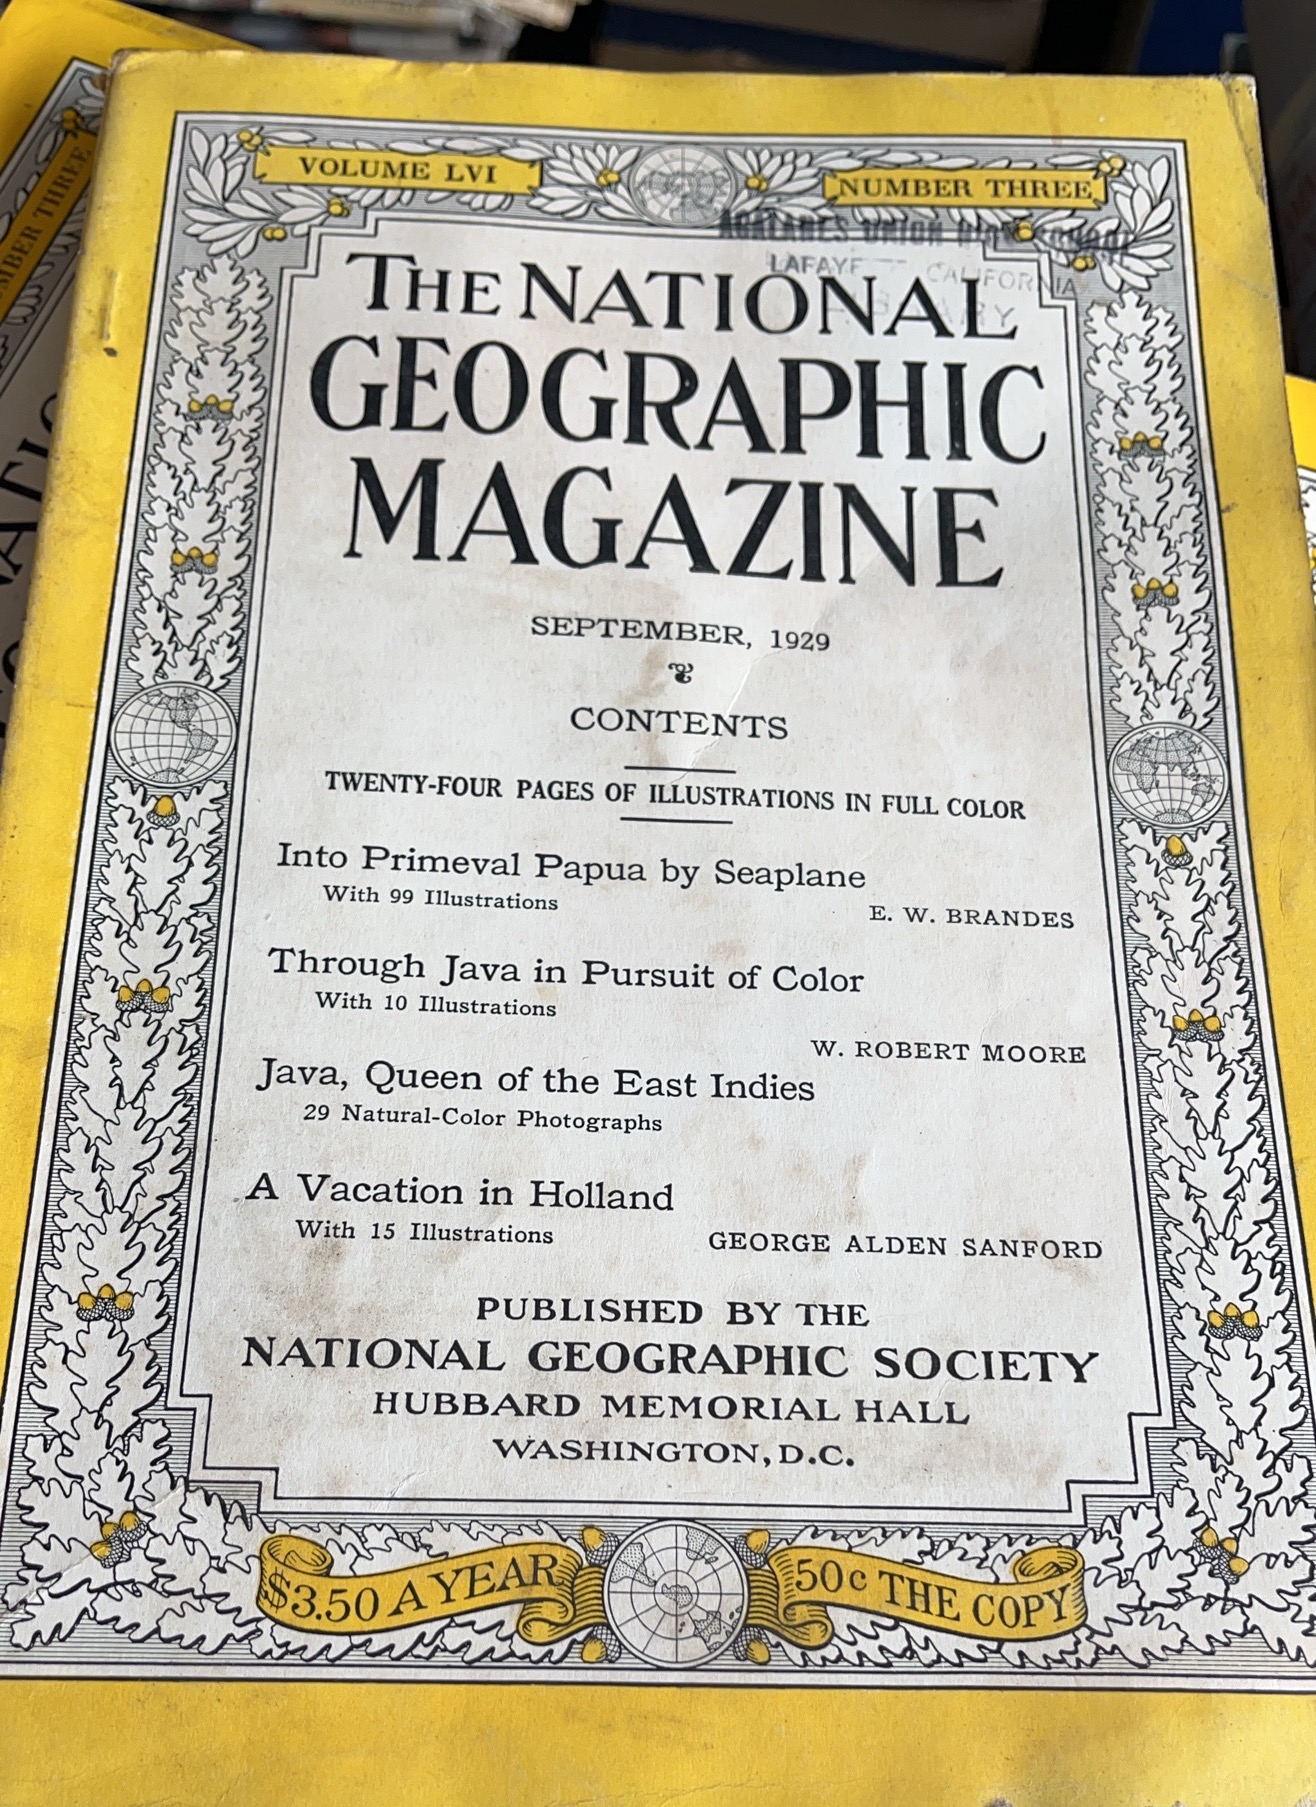 VOLUME LVI
NUMBER THREE
UNION
CALIFORNIA
THE NATIONAL
GEOGRAPHIC
MAGAZINE
SEPTEMBER, 1929
CONTENTS
TWENTY-FOUR PAGES OF ILLUSTRATIONS IN FULL COLOR
Into Primeval Papua by Seaplane
With 99 Illustrations
E. W. BRANDES
Through Java in Pursuit of Color
With 10 Illustrations
W. ROBERT MOORE
Java, Queen of the East Indies
29 Natural-Color Photographs
A Vacation in Holland
With 15 Illustrations
GEORGE ALDEN SANFORD
PUBLISHED BY THE
NATIONAL GEOGRAPHIC SOCIETY
HUBBARD MEMORIAL HALL
WASHINGTON, D.C.
$3.50 A YEAR
50c THE COPY